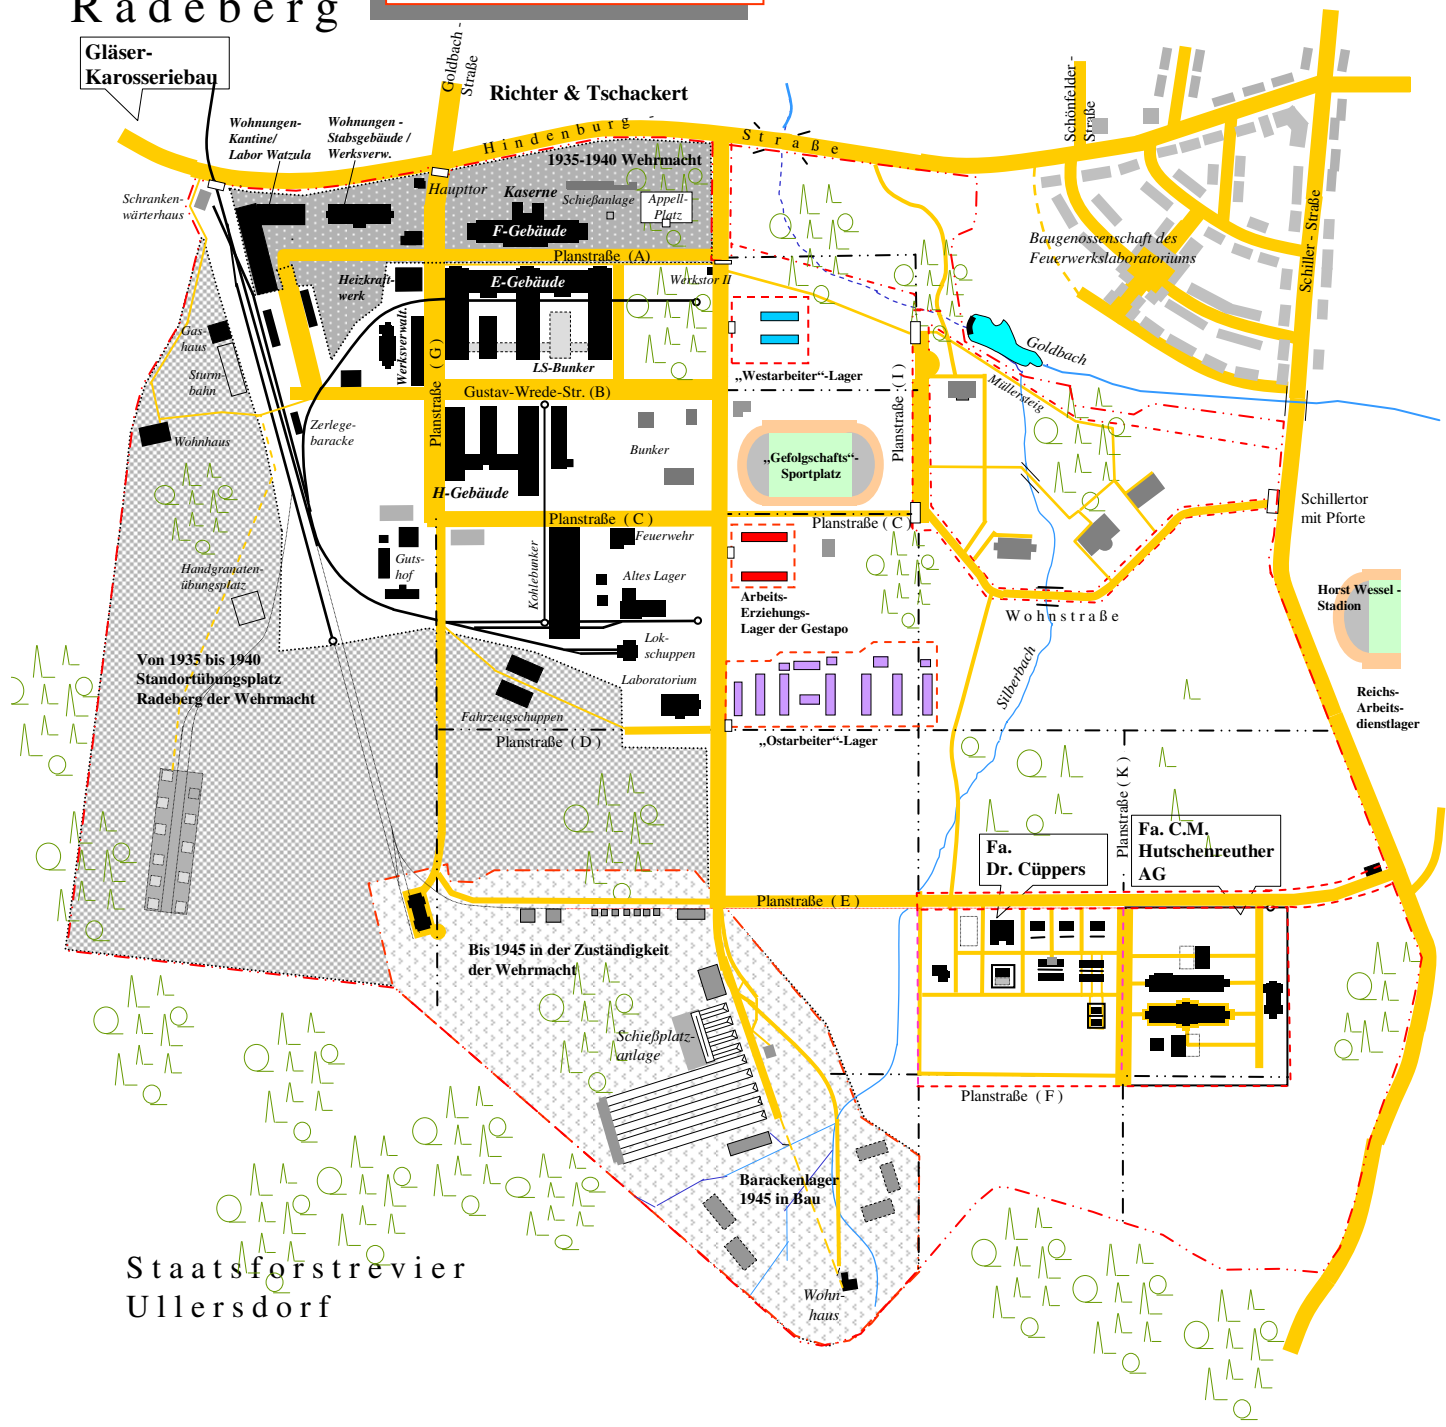 Radeberg
Gläser-
Karosseriebau
Goldbach -
Straße
Richter & Tschackert
Wohnungen-
Kantine/
Labor Watzula
Wohnungen -
Stabsgebäude /
Werksverw.
Hindenburg -
Straße
Schönfelder -
Straße
1935-1940 Wehrmacht
Haupttor
Kaserne
Schießanlage
Appell-
Platz
Schranken-
wärterhaus
F-Gebäude
Planstraße (A)
Baugenossenschaft des
Feuerwerkslaboratoriums
Schiller - Straße
Heizkraft-
werk
E-Gebäude
Werkstor II
Gas-
haus
Sturm-
bahn
Werksverwalt.
Planstraße ( G )
LS-Bunker
„Westarbeiter“-Lager
Planstraße ( I )
Goldbach
Müllersteig
Gustav-Wrede-Str. (B)
Wohnhaus
Zerlege-
baracke
Bunker
„Gefolgschafts“-
Sportplatz
H-Gebäude
Planstraße ( C )
Planstraße ( C )
Schillertor
mit Pforte
Handgranaten-
übungsplatz
Guts-
hof
Kohlebunker
Feuerwehr
Altes Lager
Arbeits-
Erziehungs-
Lager der Gestapo
Wohnstraße
Horst Wessel -
Stadion
Lok-
schuppen
Von 1935 bis 1940
Standortübungsplatz
Radeberg der Wehrmacht
Laboratorium
Silberbach
Fahrzeugschuppen
Planstraße ( D )
„Ostarbeiter“-Lager
Reichs-
Arbeits-
dienstlager
Planstraße ( K )
Fa.
Dr. Cüppers
Fa. C.M.
Hutschenreuther
AG
Planstraße ( E )
Bis 1945 in der Zuständigkeit
der Wehrmacht
Schießplatz-
anlage
Planstraße ( F )
Barackenlager
1945 in Bau
Wohn-
haus
Staatsforstrevier
Ullersdorf